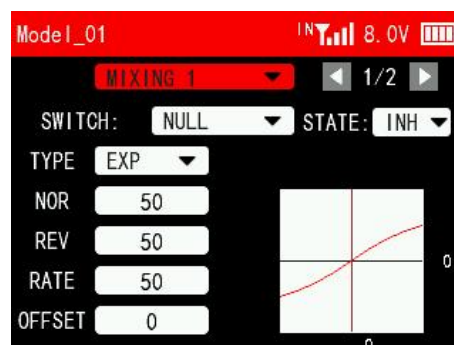 Model_01 IN 8.0V
MIXING 1 1/2
SWITCH: NULL STATE: INH
TYPE EXP
NOR 50
REV 50
0
RATE 50
OFFSET 0
0